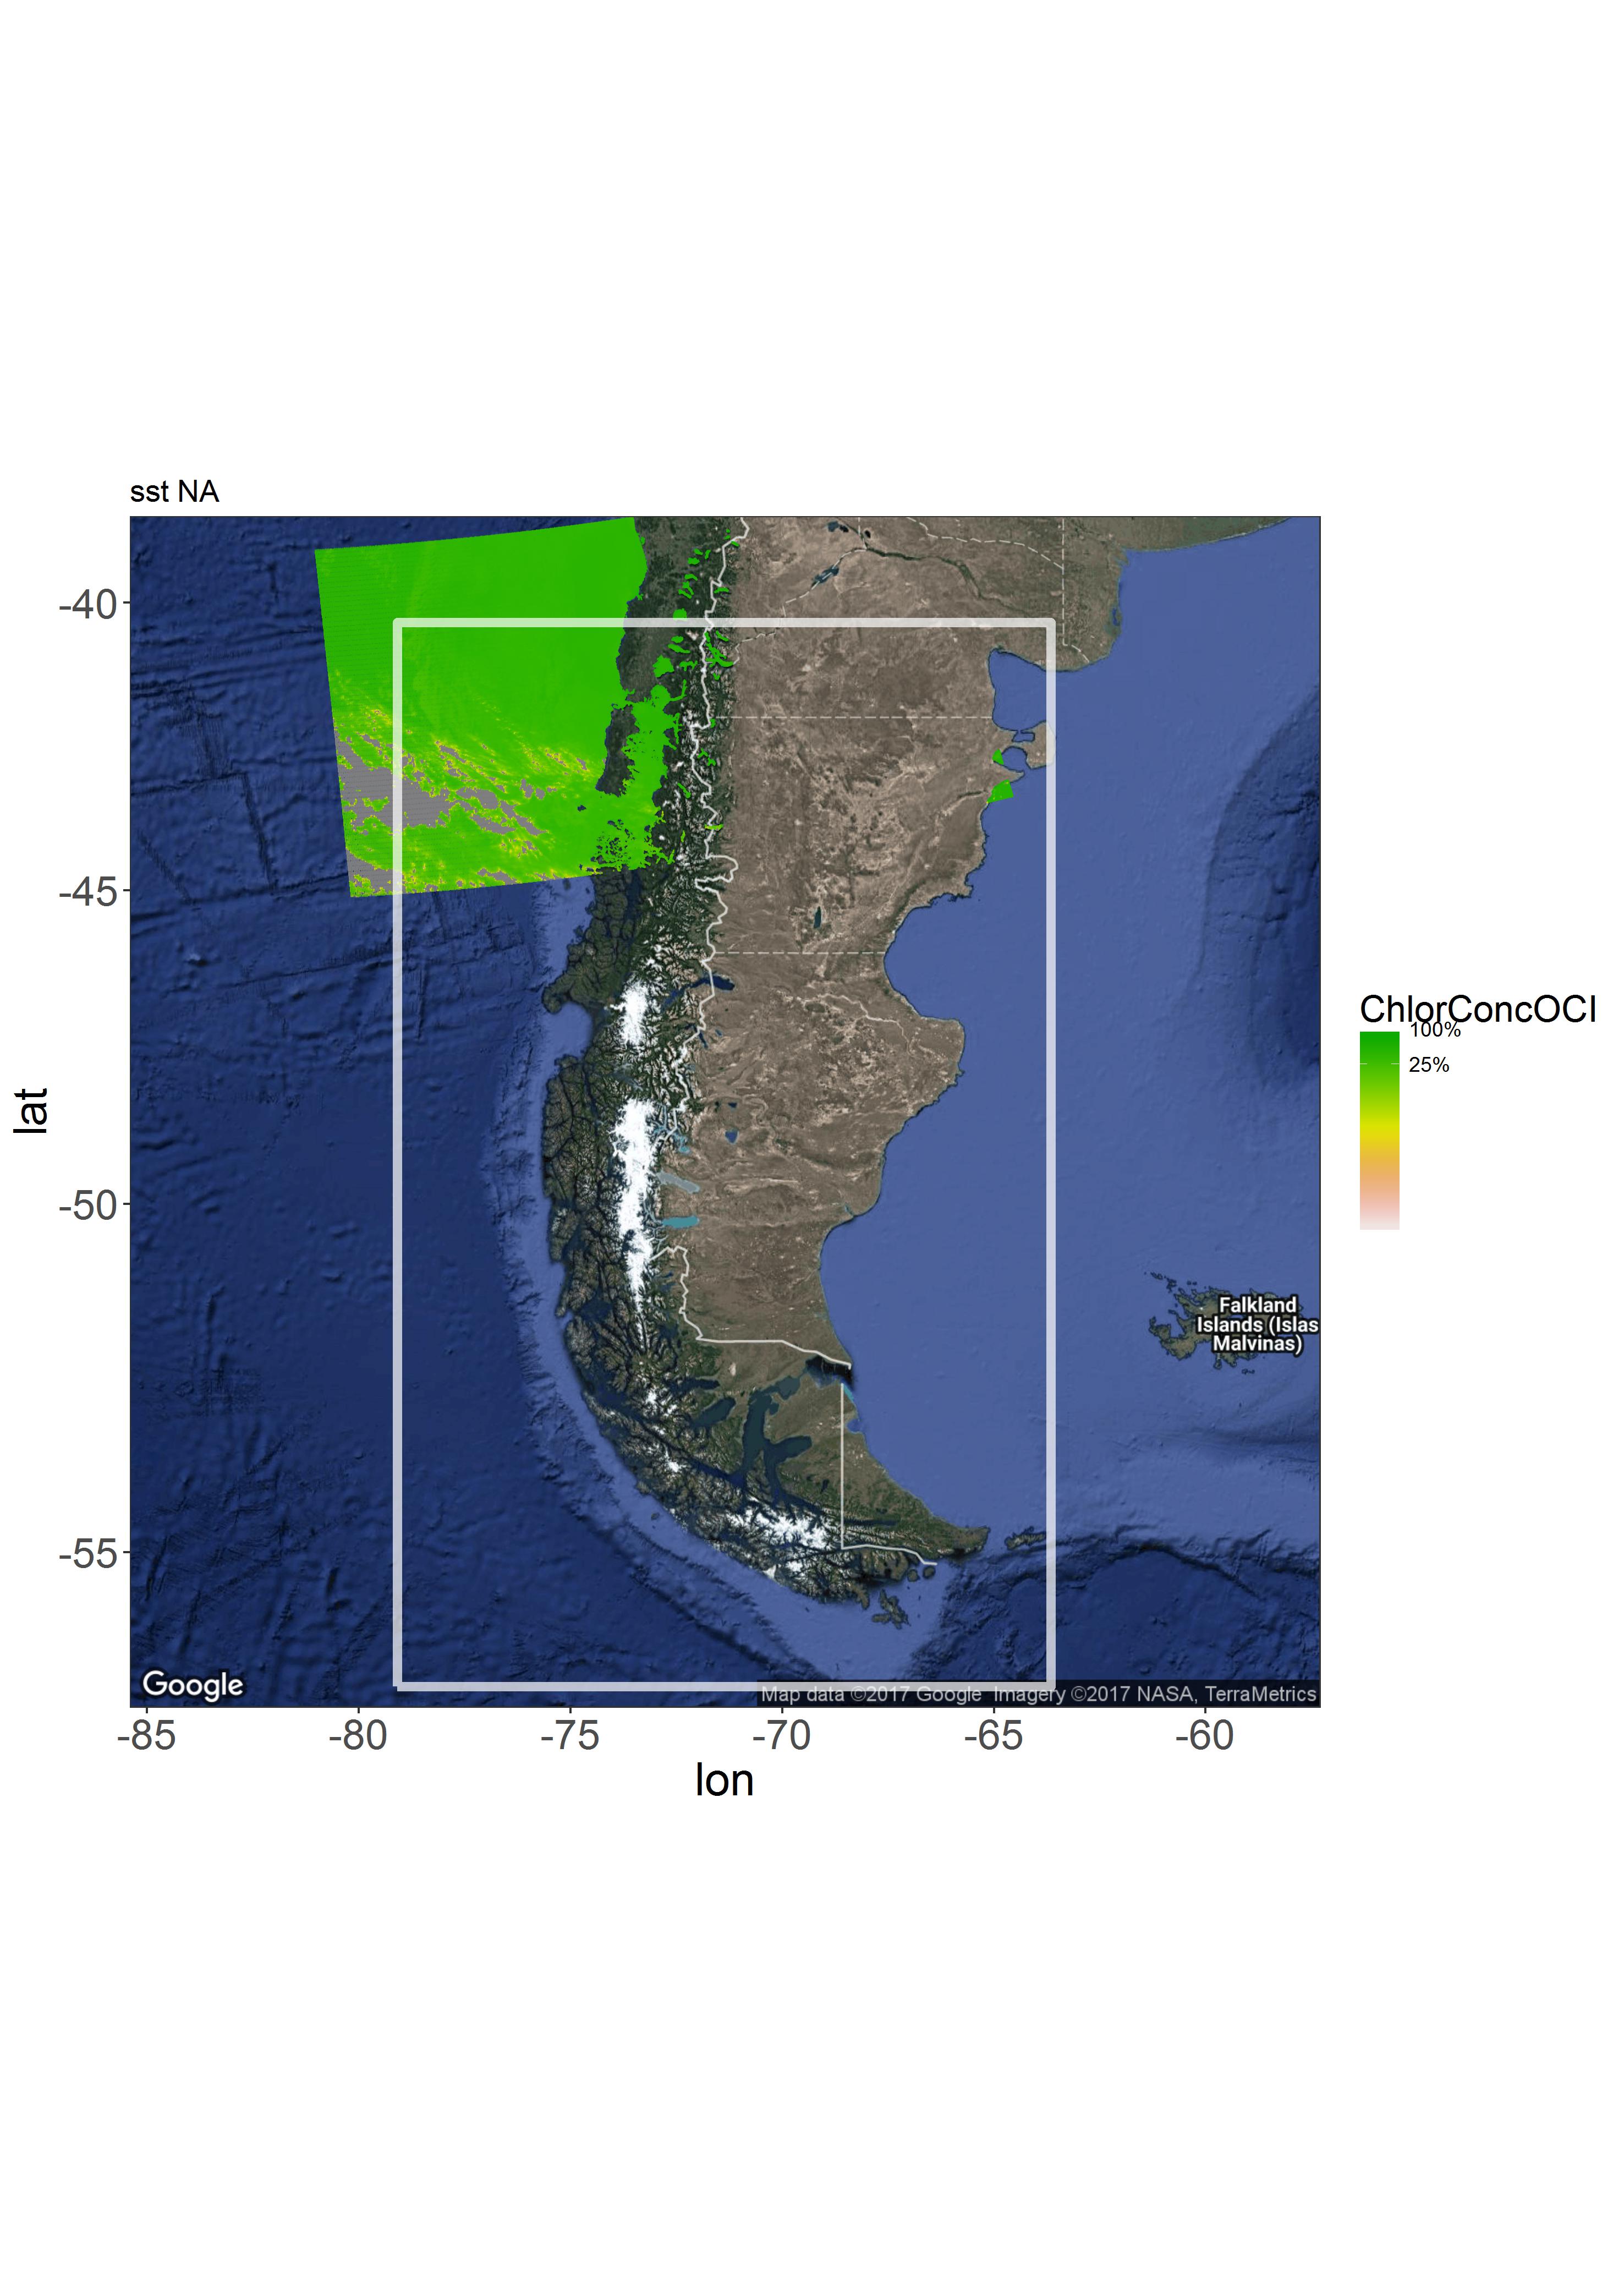 sst NA
-40
-45
-50
-55
lat
ChlorConcOCI
100%
25%
Falkland
Islands (Islas
Malvinas)
Google
Map data ©2017 Google Imagery ©2017 NASA, TerraMetrics
-85
-80
-75
-70
-65
-60
lon